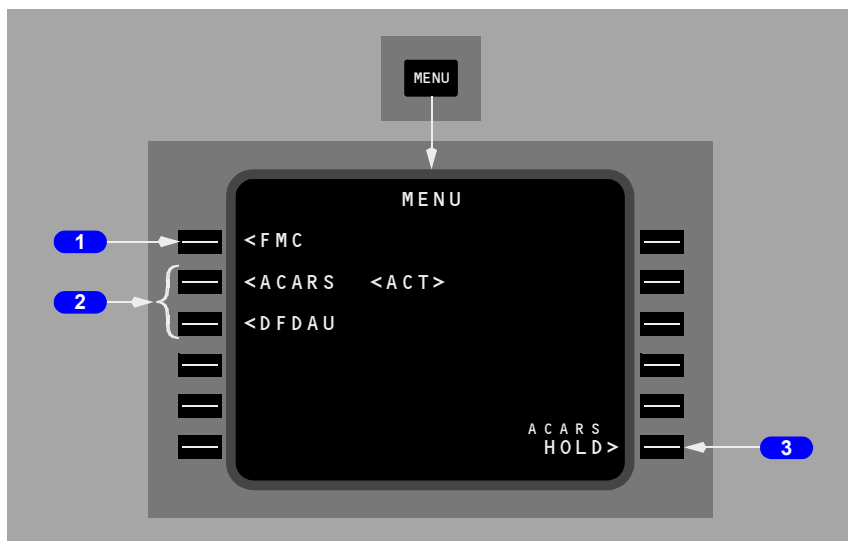 MENU
MENU
1
<FMC
<ACARS <ACT>
2
<DFDAU
ACARS
HOLD>
3